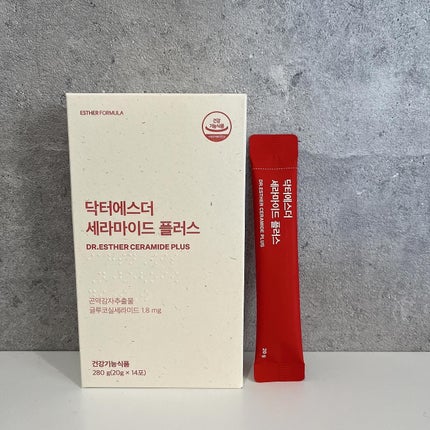 ESTHER FORMULA
건강
기능식품
닥터에스더
세라마이드 플러스
DR.ESTHER CERAMIDE PLUS
곤약감자추출물
글루코실세라마이드 1.8 mg
건강기능식품
280 g(20g × 14포)
닥터에스더
세라마이드 플러스
DR.ESTHER CERAMIDE PLUS
20 g